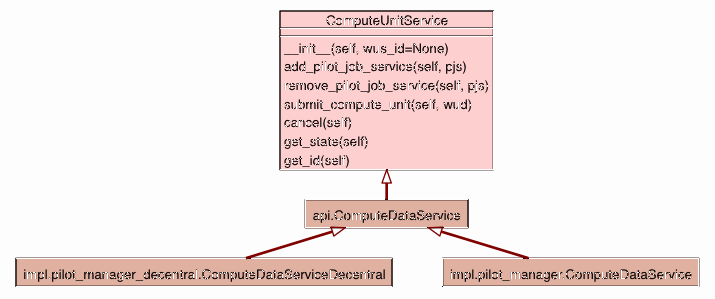 ComputeUnitService
__init__(self, wus_id=None)
add_pilot_job_service(self, pjs)
remove_pilot_job_service(self, pjs)
submit_compute_unit(self, wud)
cancel(self)
get_state(self)
get_id(self)
api.ComputeDataService
impl.pilot_manager_decentral.ComputeDataServiceDecentral
impl.pilot_manager.ComputeDataService